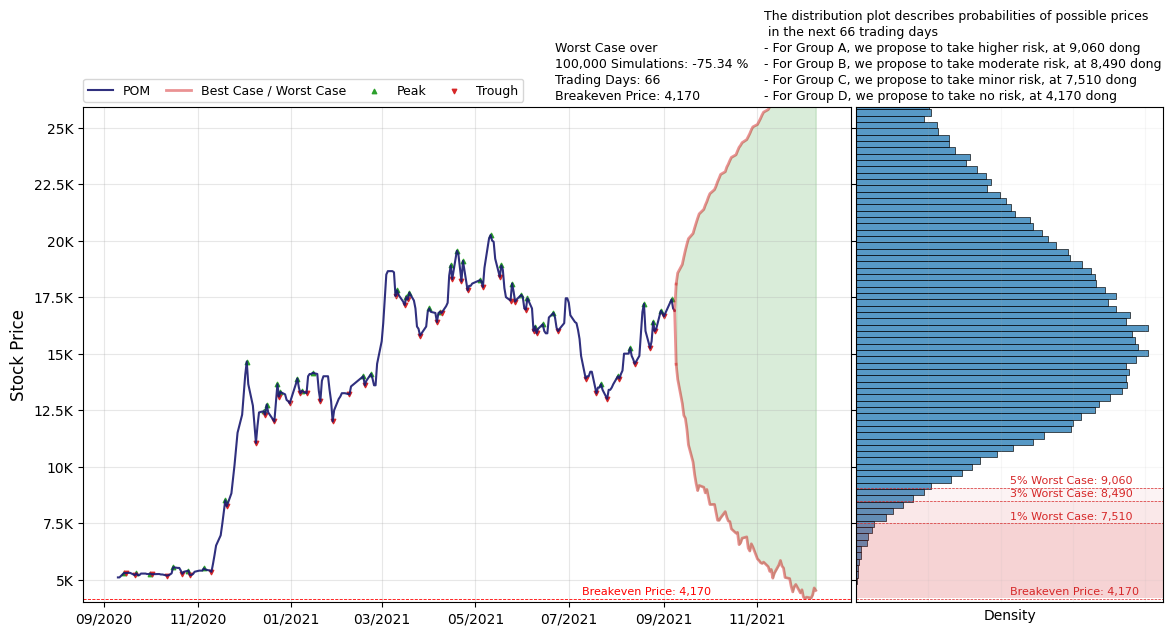 The distribution plot describes probabilities of possible prices
in the next 66 trading days
- For Group A, we propose to take higher risk, at 9,060 dong
- For Group B, we propose to take moderate risk, at 8,490 dong
- For Group C, we propose to take minor risk, at 7,510 dong
- For Group D, we propose to take no risk, at 4,170 dong
Worst Case over
100,000 Simulations: -75.34 %
Trading Days: 66
Breakeven Price: 4,170
POM
Best Case / Worst Case
Peak
Trough
Stock Price
25K
22.5K
20K
17.5K
15K
12.5K
10K
7.5K
5K
Breakeven Price: 4,170
09/2020
11/2020
01/2021
03/2021
05/2021
07/2021
09/2021
11/2021
5% Worst Case: 9,060
3% Worst Case: 8,490
1% Worst Case: 7,510
Breakeven Price: 4,170
Density